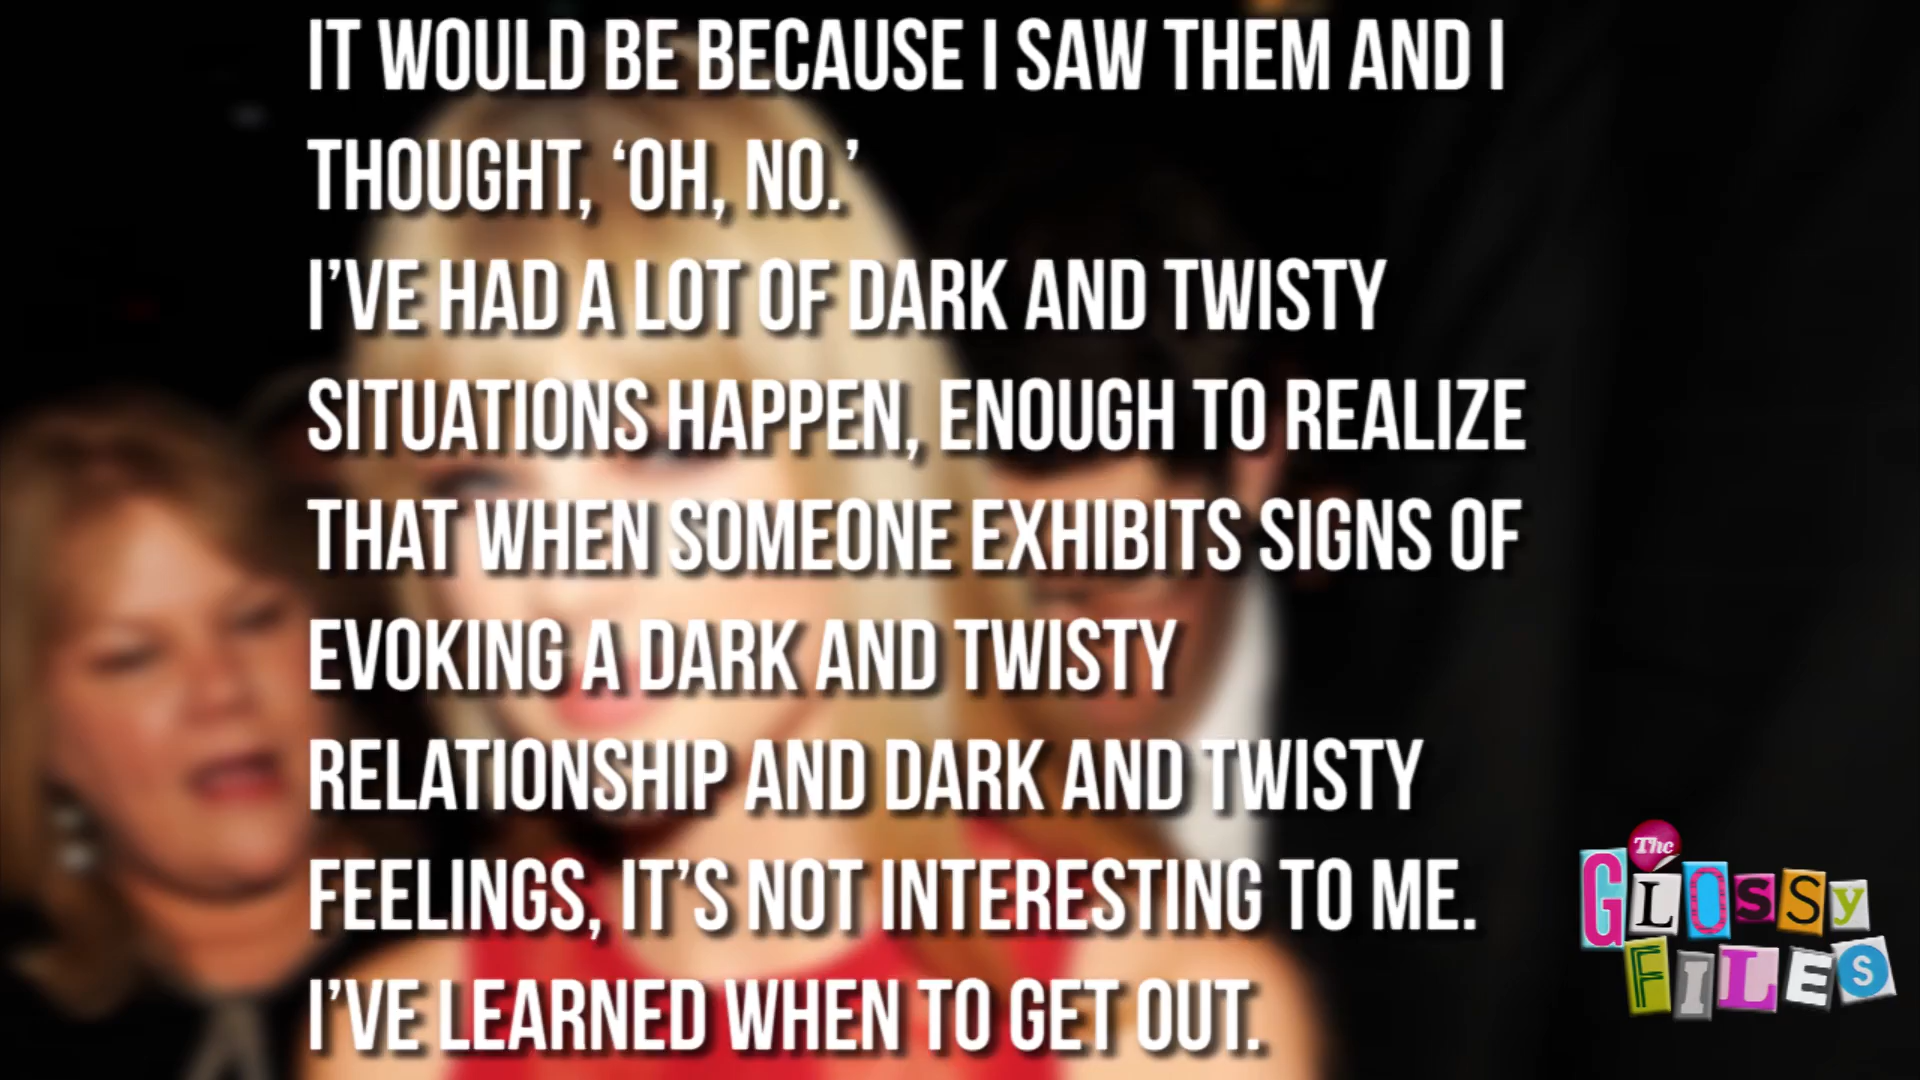 IT WOULD BE BECAUSE I SAW THEM AND I
THOUGHT, ‘OH, NO.’
I’VE HAD A LOT OF DARK AND TWISTY
SITUATIONS HAPPEN, ENOUGH TO REALIZE
THAT WHEN SOMEONE EXHIBITS SIGNS OF
EVOKING A DARK AND TWISTY
RELATIONSHIP AND DARK AND TWISTY
FEELINGS, IT’S NOT INTERESTING TO ME.
I’VE LEARNED WHEN TO GET OUT.
The
GLOSSy
FILES